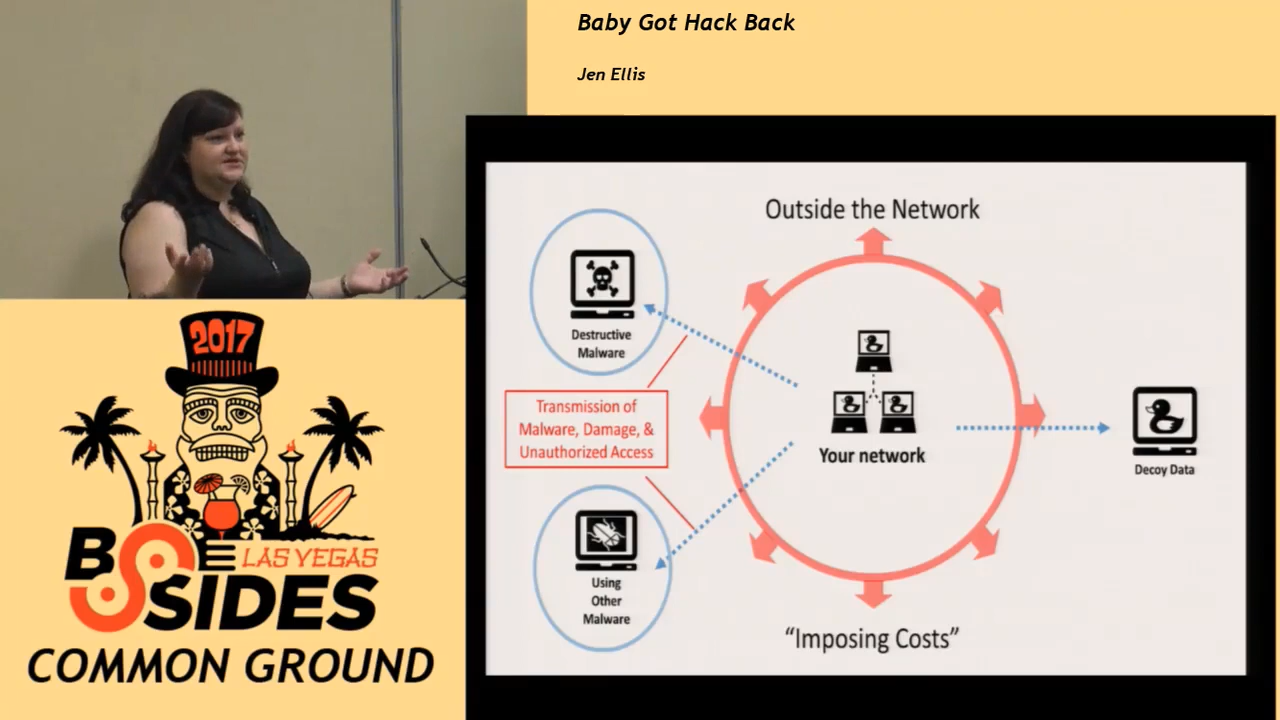 Baby Got Hack Back
Jen Ellis
Outside the Network
Destructive
Malware
Transmission of
Malware, Damage, &
Unauthorized Access
Your network
Decoy Data
Using
Other
Malware
"Imposing Costs"
2017
BSIDES
LAS VEGAS
COMMON GROUND